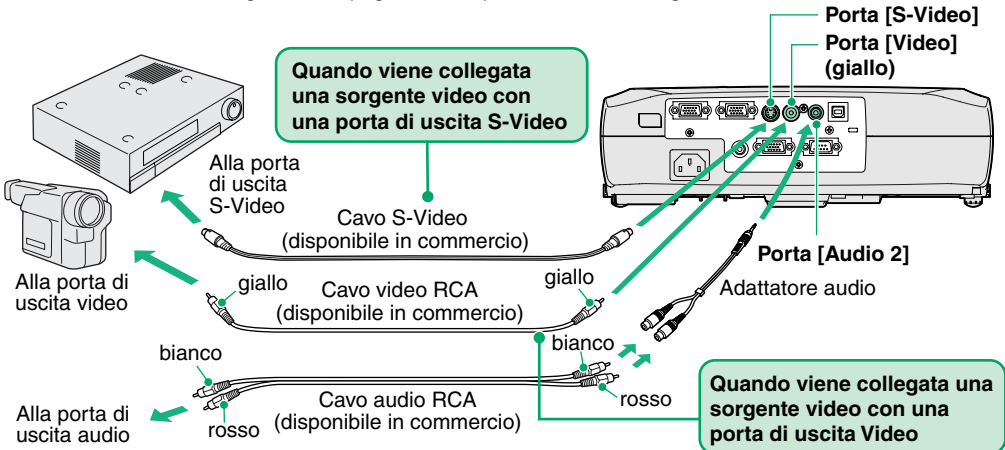 Porta [S-Video]
Porta [Video]
(giallo)
Quando viene collegata
una sorgente video con
una porta di uscita S-Video
Alla porta
di uscita
S-Video
Cavo S-Video
(disponibile in commercio)
Porta [Audio 2]
Adattatore audio
Alla porta di
uscita video
giallo
Cavo video RCA
(disponibile in commercio)
giallo
bianco
bianco
Cavo audio RCA
(disponibile in commercio)
rosso
rosso
Alla porta di
uscita audio
Quando viene collegata una
sorgente video con una
porta di uscita Video